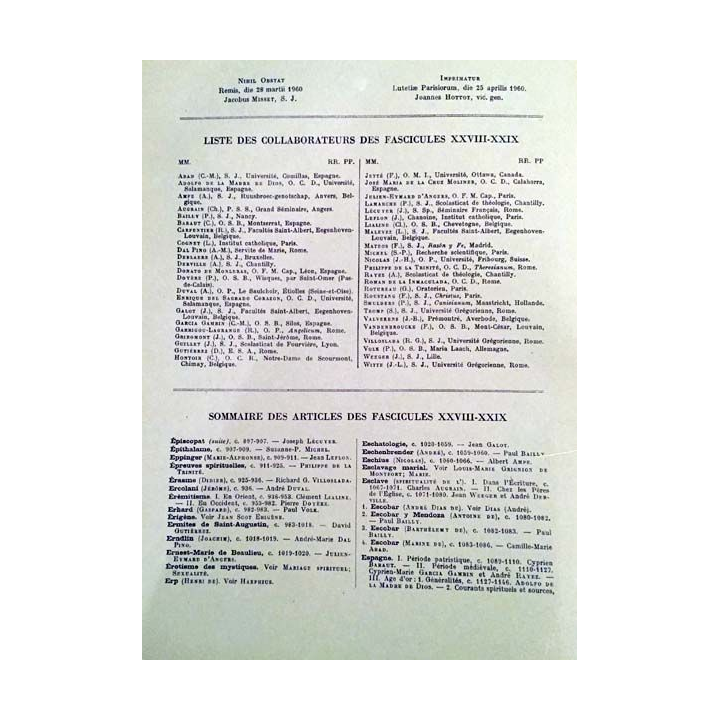 NIHIL OBSTAT
Remis, die 28 martii 1960
Jacobus MISSET, S. J.
IMPRIMATUR
Lutetiæ Parisiorum, die 25 aprilis 1960.
Joannes HOTTOT, vic. gen.
LISTE DES COLLABORATEURS DES FASCICULES XXVIII-XXIX
MM. RR. PP.
ABAD (C.-M.), S. J., Université, Comillas, Espagne.
ADOLFO DE LA MADRE DE DIOS, O. C. D., Université,
Salamanque, Espagne.
AMPE (A.), S. J., Ruusbroec-genootschap, Anvers, Bel-
gique.
AUGRAIN (Ch.), P. S. S., Grand Séminaire, Angers.
BAILLY (P.), S. J., Nancy.
BARAUT (C.), O. S. B., Montserrat, Espagne.
CARPENTIER (R.), S. J., Facultés Saint-Albert, Eegenhoven-
Louvain, Belgique.
COGNET (L.), Institut catholique, Paris.
DAL PINO (A.-M.), Servite de Marie, Rome.
DEBLAERE (A.), S. J., Bruxelles.
DERVILLE (A.), S. J., Chantilly.
DONATO DE MONLERAS, O. F. M. Cap., Léon, Espagne.
DOYÈRE (P.), O. S. B., Wisques, par Saint-Omer (Pas-
de-Calais).
DUVAL (A.), O. P., Le Saulchoir, Étiolles (Seine-et-Oise).
ENRIQUE DEL SAGRADO CORAZON, O. C. D., Université,
Salamanque, Espagne.
GALOT (J.), S. J., Facultés Saint-Albert, Eegenhoven-
Louvain, Belgique.
GARCIA GAMBIN (C.-M.), O. S. B., Silos, Espagne.
GARRIGOU-LAGRANGE (R.), O. P., Angelicum, Rome.
GRIBOMONT (J.), O. S. B., Saint-Jérôme, Rome.
GUILLET (J.), S. J., Scolasticat de Fourvière, Lyon.
GUTIÉRREZ (D.), E. S. A., Rome.
HONTOIR (C.), O. C. R., Notre-Dame de Scourmont,
Chimay, Belgique.
MM. RR. PP
JETTÉ (F.), O. M. I., Université, Ottawa, Canada.
JOSÉ MARIA DE LA CRUZ MOLINER, O. C. D., Calahorra,
Espagne.
JULIEN-EYMARD D'ANGERS, O. F. M. Cap., Paris.
LAMARCHE (P.), S. J., Scolasticat de théologie, Chantilly.
LÉCUYER (J.), S. Sp., Séminaire Français, Rome.
LEFLON (J.), Chanoine, Institut catholique, Paris.
LIALINE (C.), O. S. B., Chevetogne, Belgique.
MALEVEZ (L.), S. J., Facultés Saint-Albert, Eegenhoven-
Louvain, Belgique.
MATEOS (F.), S. J., Razón y Fe, Madrid.
MICHEL (S.-P.), Recherche scientifique, Paris.
NICOLAS (J.-H.), O. P., Université, Fribourg, Suisse.
PHILIPPE DE LA TRINITÉ, O. C. D., Theresianum, Rome.
RAYEZ (A.), S. J., Scolasticat de théologie, Chantilly.
ROMAN DE LA INMACULADA, O. C. D., Rome.
ROTUREAU (G.), Oratorien, Paris.
ROUSTANG (F.), S. J., Christus, Paris.
SMULDERS (P.), S. J., Canisianum, Maastricht, Hollande.
TROMP (S.), S. J., Université Grégorienne, Rome.
VALVEKENS (J.-B.), Prémontré, Averbode, Belgique.
VANDENBROUCKE (F.), O. S. B., Mont-César, Louvain,
Belgique.
VILLOSLADA (R. G.), S. J., Université Grégorienne, Rome.
VOLK (P.), O. S. B., Maria Laach, Allemagne.
WEEGER (J.), S. J., Lille.
WITTE (J.-L.), S. J., Université Grégorienne, Rome.
SOMMAIRE DES ARTICLES DES FASCICULES XXVIII-XXIX
Épiscopat (suite), c. 897-907. — Joseph LÉCUYER.
Épithalame, c. 907-909. — Suzanne-P. MICHEL.
Eppinger (MARIE-ALPHONSE), c. 909-911. — Jean LEFLON.
Épreuves spirituelles, c. 911-925. — PHILIPPE DE LA
TRINITÉ.
Érasme (DIDIER), c. 925-936. — Richard G. VILLOSLADA.
Ercolani (JÉRÔME), c. 936. — André DUVAL.
Érémitisme. I. En Orient, c. 936-953. Clément LIALINE.
— II. En Occident, c. 953-982. Pierre DOYÈRE.
Erhard (GASPARD), c. 982-983. — Paul VOLK.
Érigène. Voir JEAN SCOT ÉRIGÈNE.
Ermites de Saint-Augustin, c. 983-1018. — David
GUTIÉRREZ.
Erndlin (JOACHIM), c. 1018-1019. — André-Marie DAL
PINO.
Ernest-Marie de Beaulieu, c. 1019-1020. — JULIEN-
EYMARD D'ANGERS.
Érotisme des mystiques. Voir MARIAGE SPIRITUEL;
SEXUALITÉ.
Erp (HENRI DE). Voir HARPHIUS.
Eschatologie, c. 1020-1059. — Jean GALOT.
Eschenbrender (ANDRÉ), c. 1059-1060. — Paul BAILLY
Eschius (NICOLAS), c. 1060-1066. — Albert AMPE.
Esclavage marial. Voir LOUIS-MARIE GRIGNION DE
MONTFORT; MARIE.
Esclave (SPIRITUALITÉ DE L'). I. Dans l'Écriture, c.
1067-1071. Charles AUGRAIN. — II. Chez les Pères
de l'Église, c. 1071-1080. Jean WEEGER et André DER-
VILLE.
1. Escobar (ANDRÉ DIAS DE). Voir DIAS (André).
2. Escobar y Mendoza (ANTOINE DE), c. 1080-1082.
— Paul BAILLY.
3. Escobar (BARTHÉLEMY DE), c. 1082-1083. — Paul
BAILLY.
4. Escobar (MARINE DE), c. 1083-1086. — Camille-Marie
ABAD.
Espagne. I. Période patristique, c. 1089-1110. Cyprien
BARAUT. — II. Période médiévale, c. 1110-1127.
Cyprien-Marie GARCIA GAMBIN et André RAYEZ. —
III. Age d'or : 1. Généralités, c. 1127-1146. ADOLFO DE
LA MADRE DE DIOS. — 2. Courants spirituels et sources,